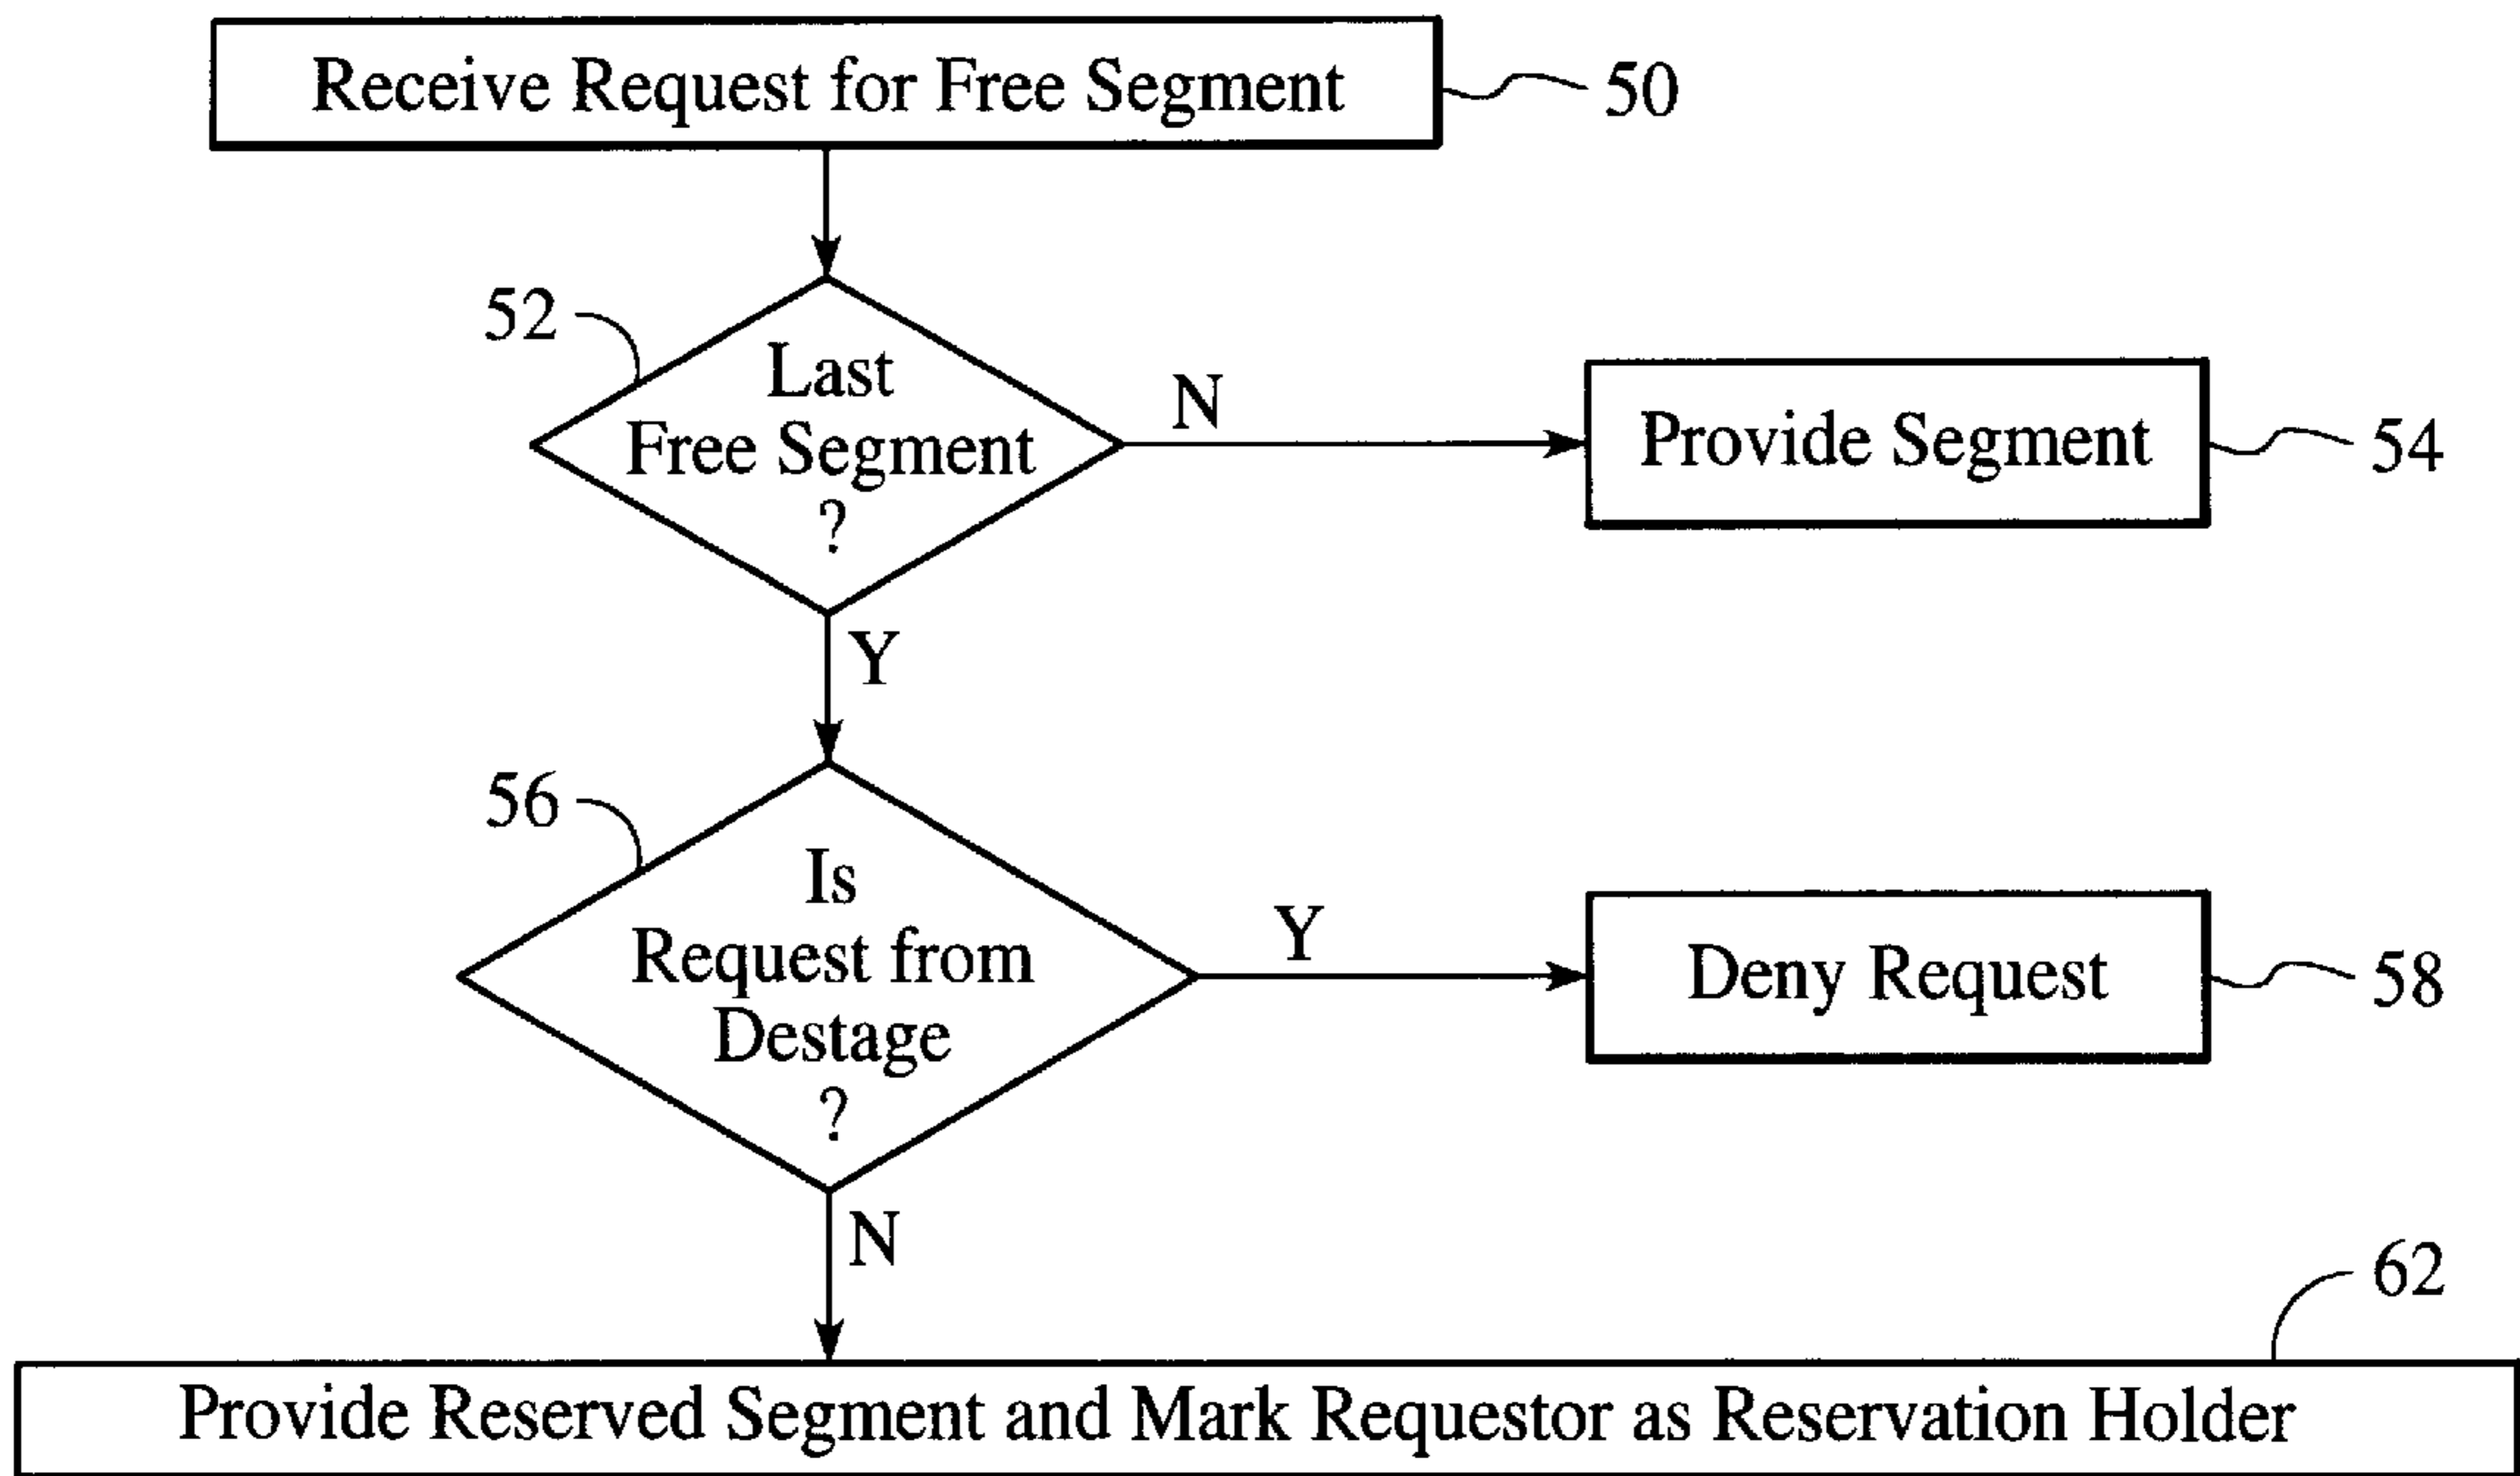 Receive Request for Free Segment
50
52
Last
Free Segment
?
N
Provide Segment
54
Y
56
Is
Request from
Destage
?
Y
Deny Request
58
N
62
Provide Reserved Segment and Mark Requestor as Reservation Holder